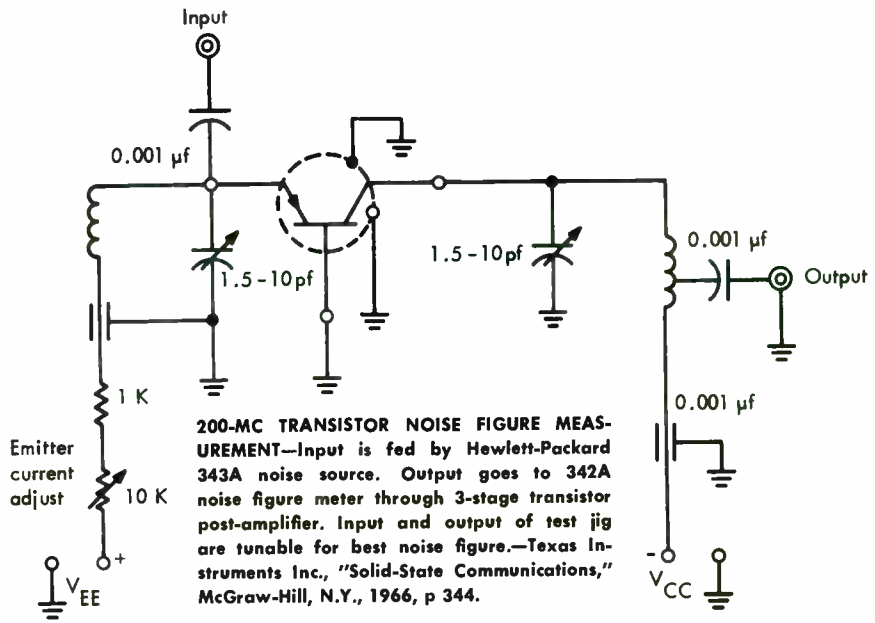 Input
0.001 µf
1.5-10pf
1.5-10pf
0.001 µf
Output
1 K
0.001 µf
Emitter
current
adjust
10 K
+
VEE
-
VCC
200-MC TRANSISTOR NOISE FIGURE MEAS-
UREMENT—Input is fed by Hewlett-Packard
343A noise source. Output goes to 342A
noise figure meter through 3-stage transistor
post-amplifier. Input and output of test jig
are tunable for best noise figure.—Texas In-
struments Inc., "Solid-State Communications,"
McGraw-Hill, N.Y., 1966, p 344.